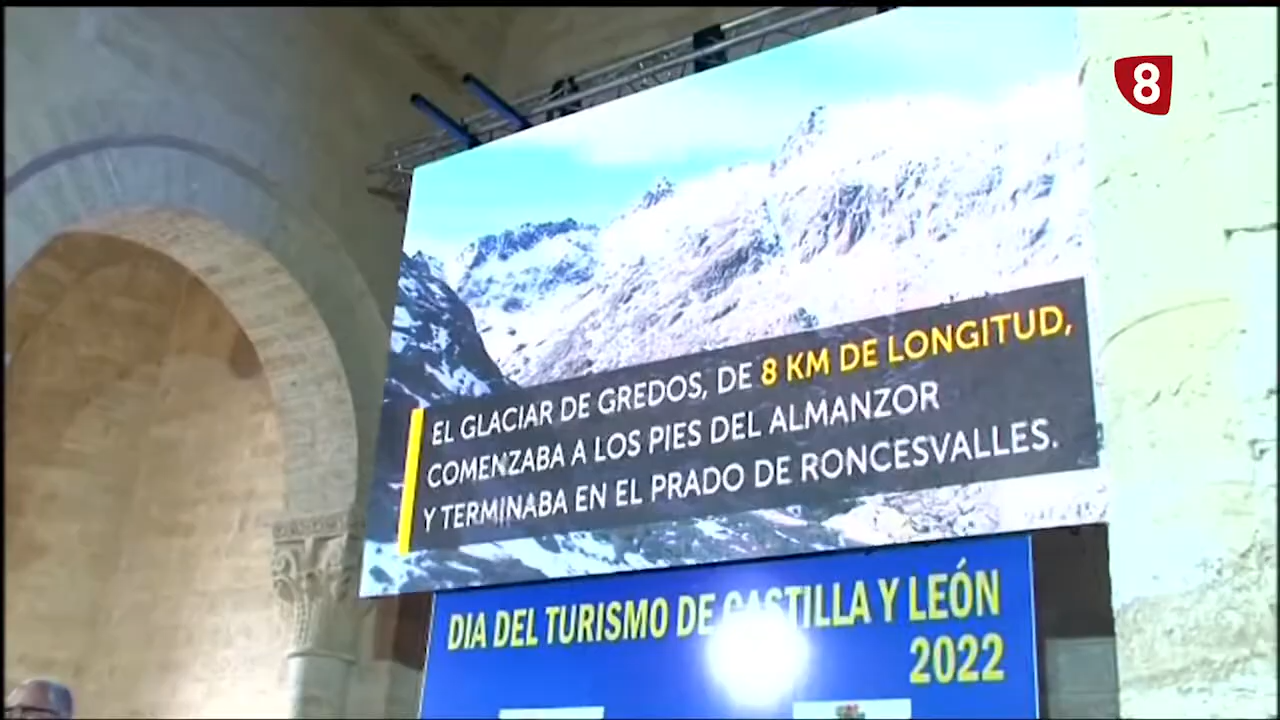 8
EL GLACIAR DE GREDOS, DE 8 KM DE LONGITUD,
COMENZABA A LOS PIES DEL ALMANZOR
Y TERMINABA EN EL PRADO DE RONCESVALLES.
DIA DEL TURISMO DE CASTILLA Y LEÓN
2022